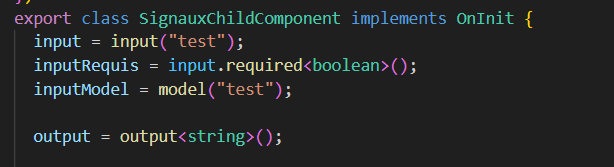 export class SignauxChildComponent implements OnInit {
input = input("test");
inputRequis = input.required<boolean>();
inputModel = model("test");
output = output<string>();